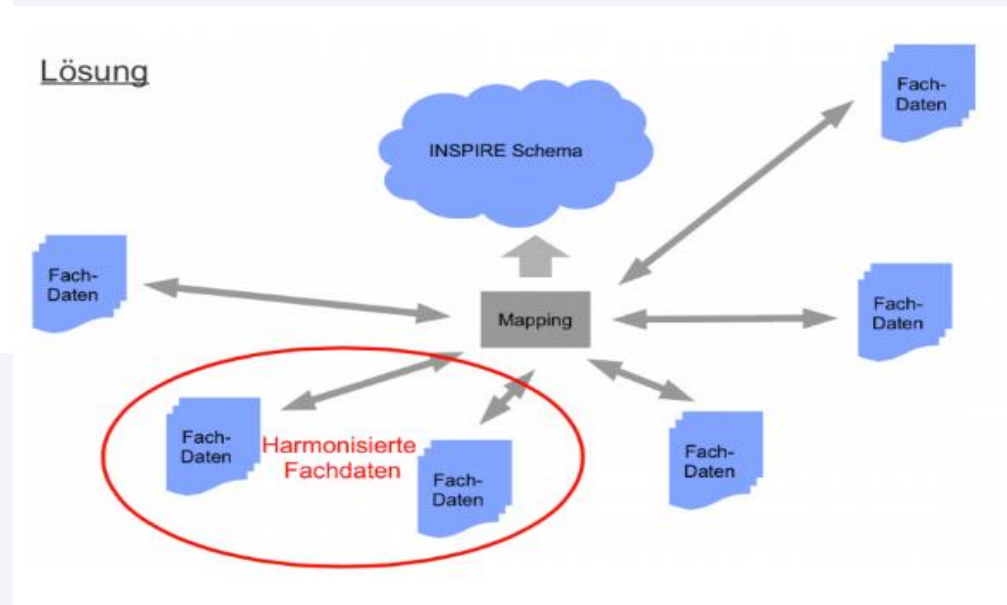 Lösung
INSPIRE Schema
Fach-
Daten
Fach-
Daten
Mapping
Fach-
Daten
Fach-
Daten
Harmonisierte
Fachdaten
Fach-
Daten
Fach-
Daten